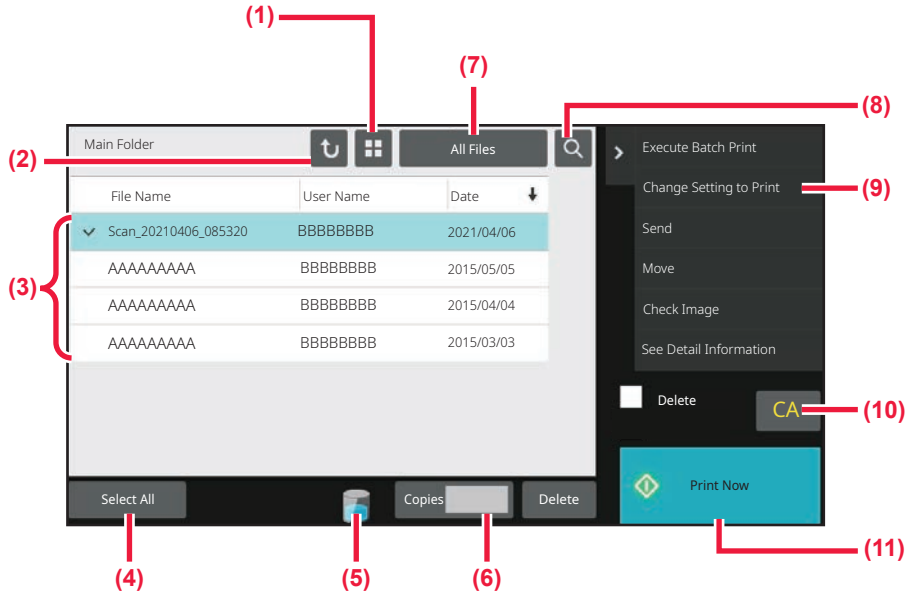 (1)
(7)
(8)
Main Folder
All Files
Execute Batch Print
(2)
Change Setting to Print
(9)
File Name User Name Date
Send
Scan_20210406_085320 BBBBBBBB 2021/04/06
Move
AAAAAAAAA BBBBBBBB 2015/05/05
(3)
Check Image
AAAAAAAAA BBBBBBBB 2015/04/04
See Detail Information
AAAAAAAAA BBBBBBBB 2015/03/03
Delete
CA
(10)
Select All
Copies
Delete
Print Now
(11)
(4)
(5)
(6)